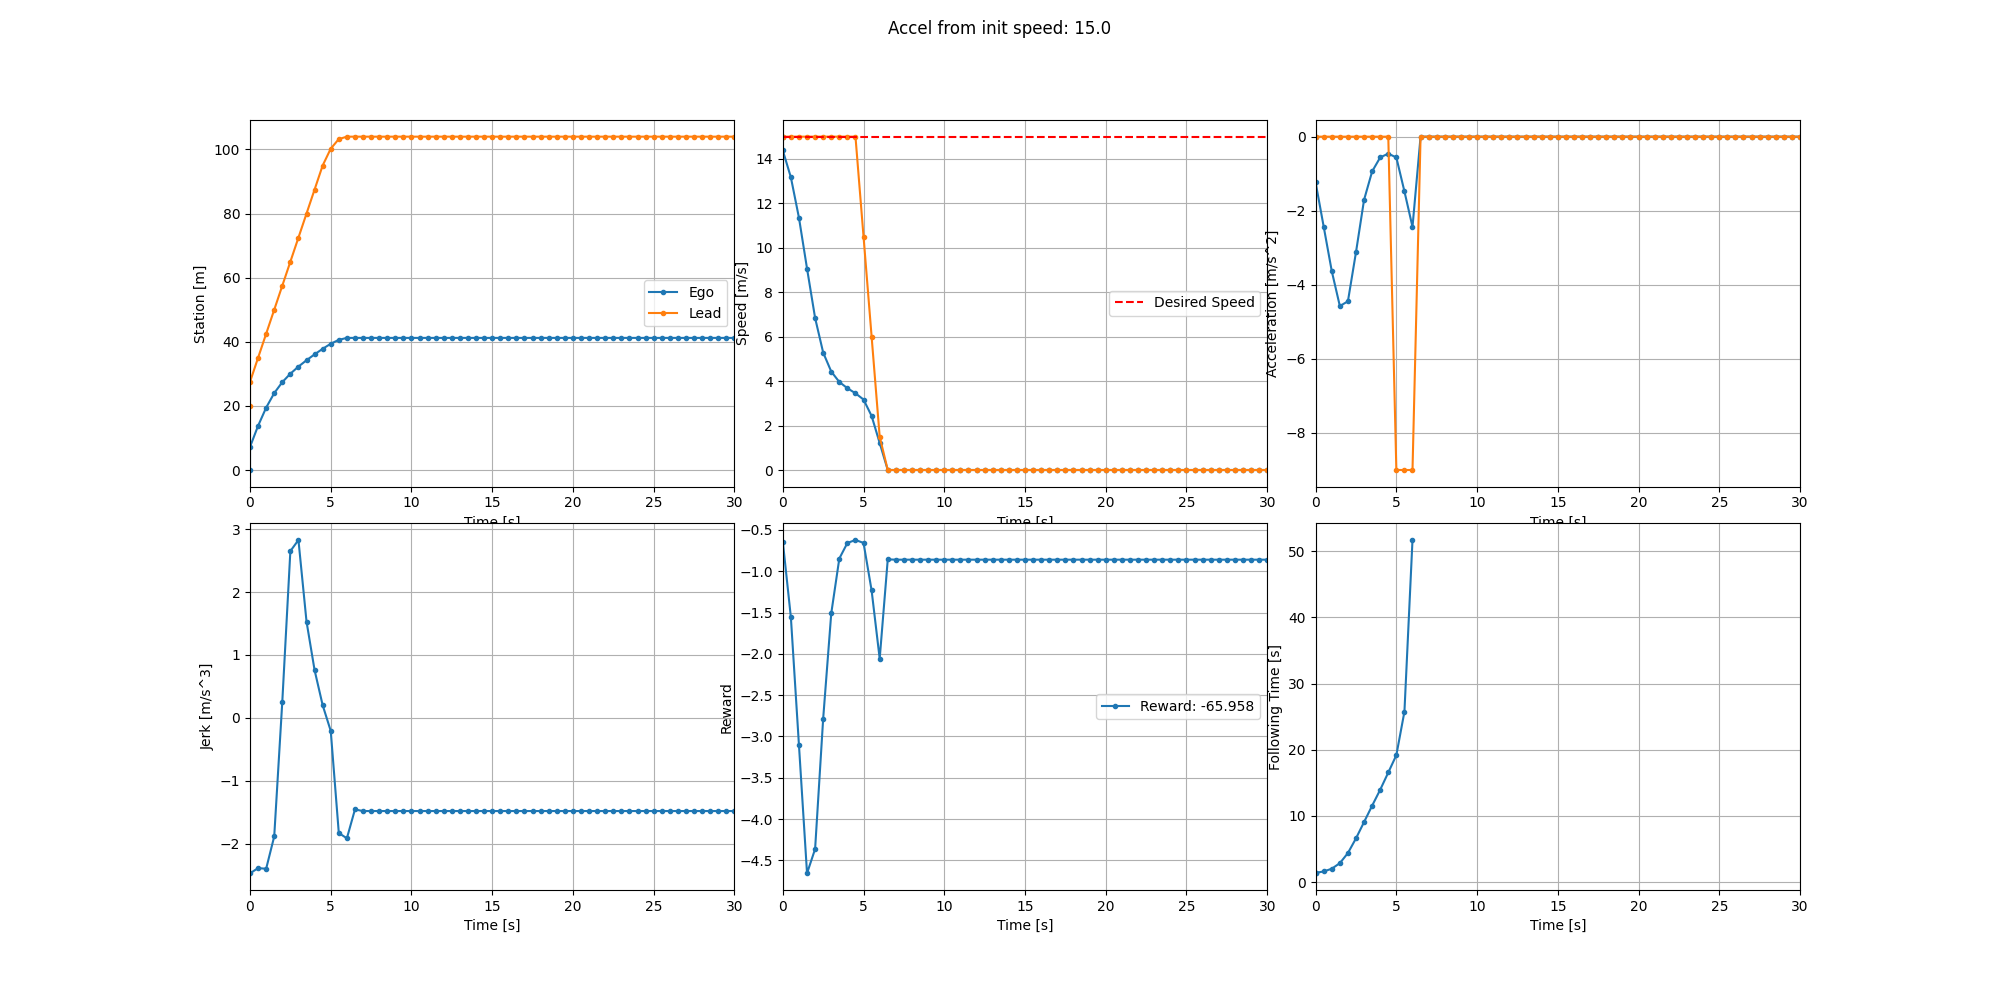 Accel from init speed: 15.0
100
80
60
40
20
0
Station [m]
Ego
Lead
0 5 10 15 20 25 30
Time [s]
14
12
10
8
6
4
2
0
Speed [m/s]
Desired Speed
0 5 10 15 20 25 30
Time [s]
0
−2
−4
−6
−8
Acceleration [m/s^2]
0 5 10 15 20 25 30
Time [s]
3
2
1
0
−1
−2
Jerk [m/s^3]
0 5 10 15 20 25 30
Time [s]
−0.5
−1.0
−1.5
−2.0
−2.5
−3.0
−3.5
−4.0
−4.5
Reward
Reward: -65.958
0 5 10 15 20 25 30
Time [s]
50
40
30
20
10
0
Following Time [s]
0 5 10 15 20 25 30
Time [s]